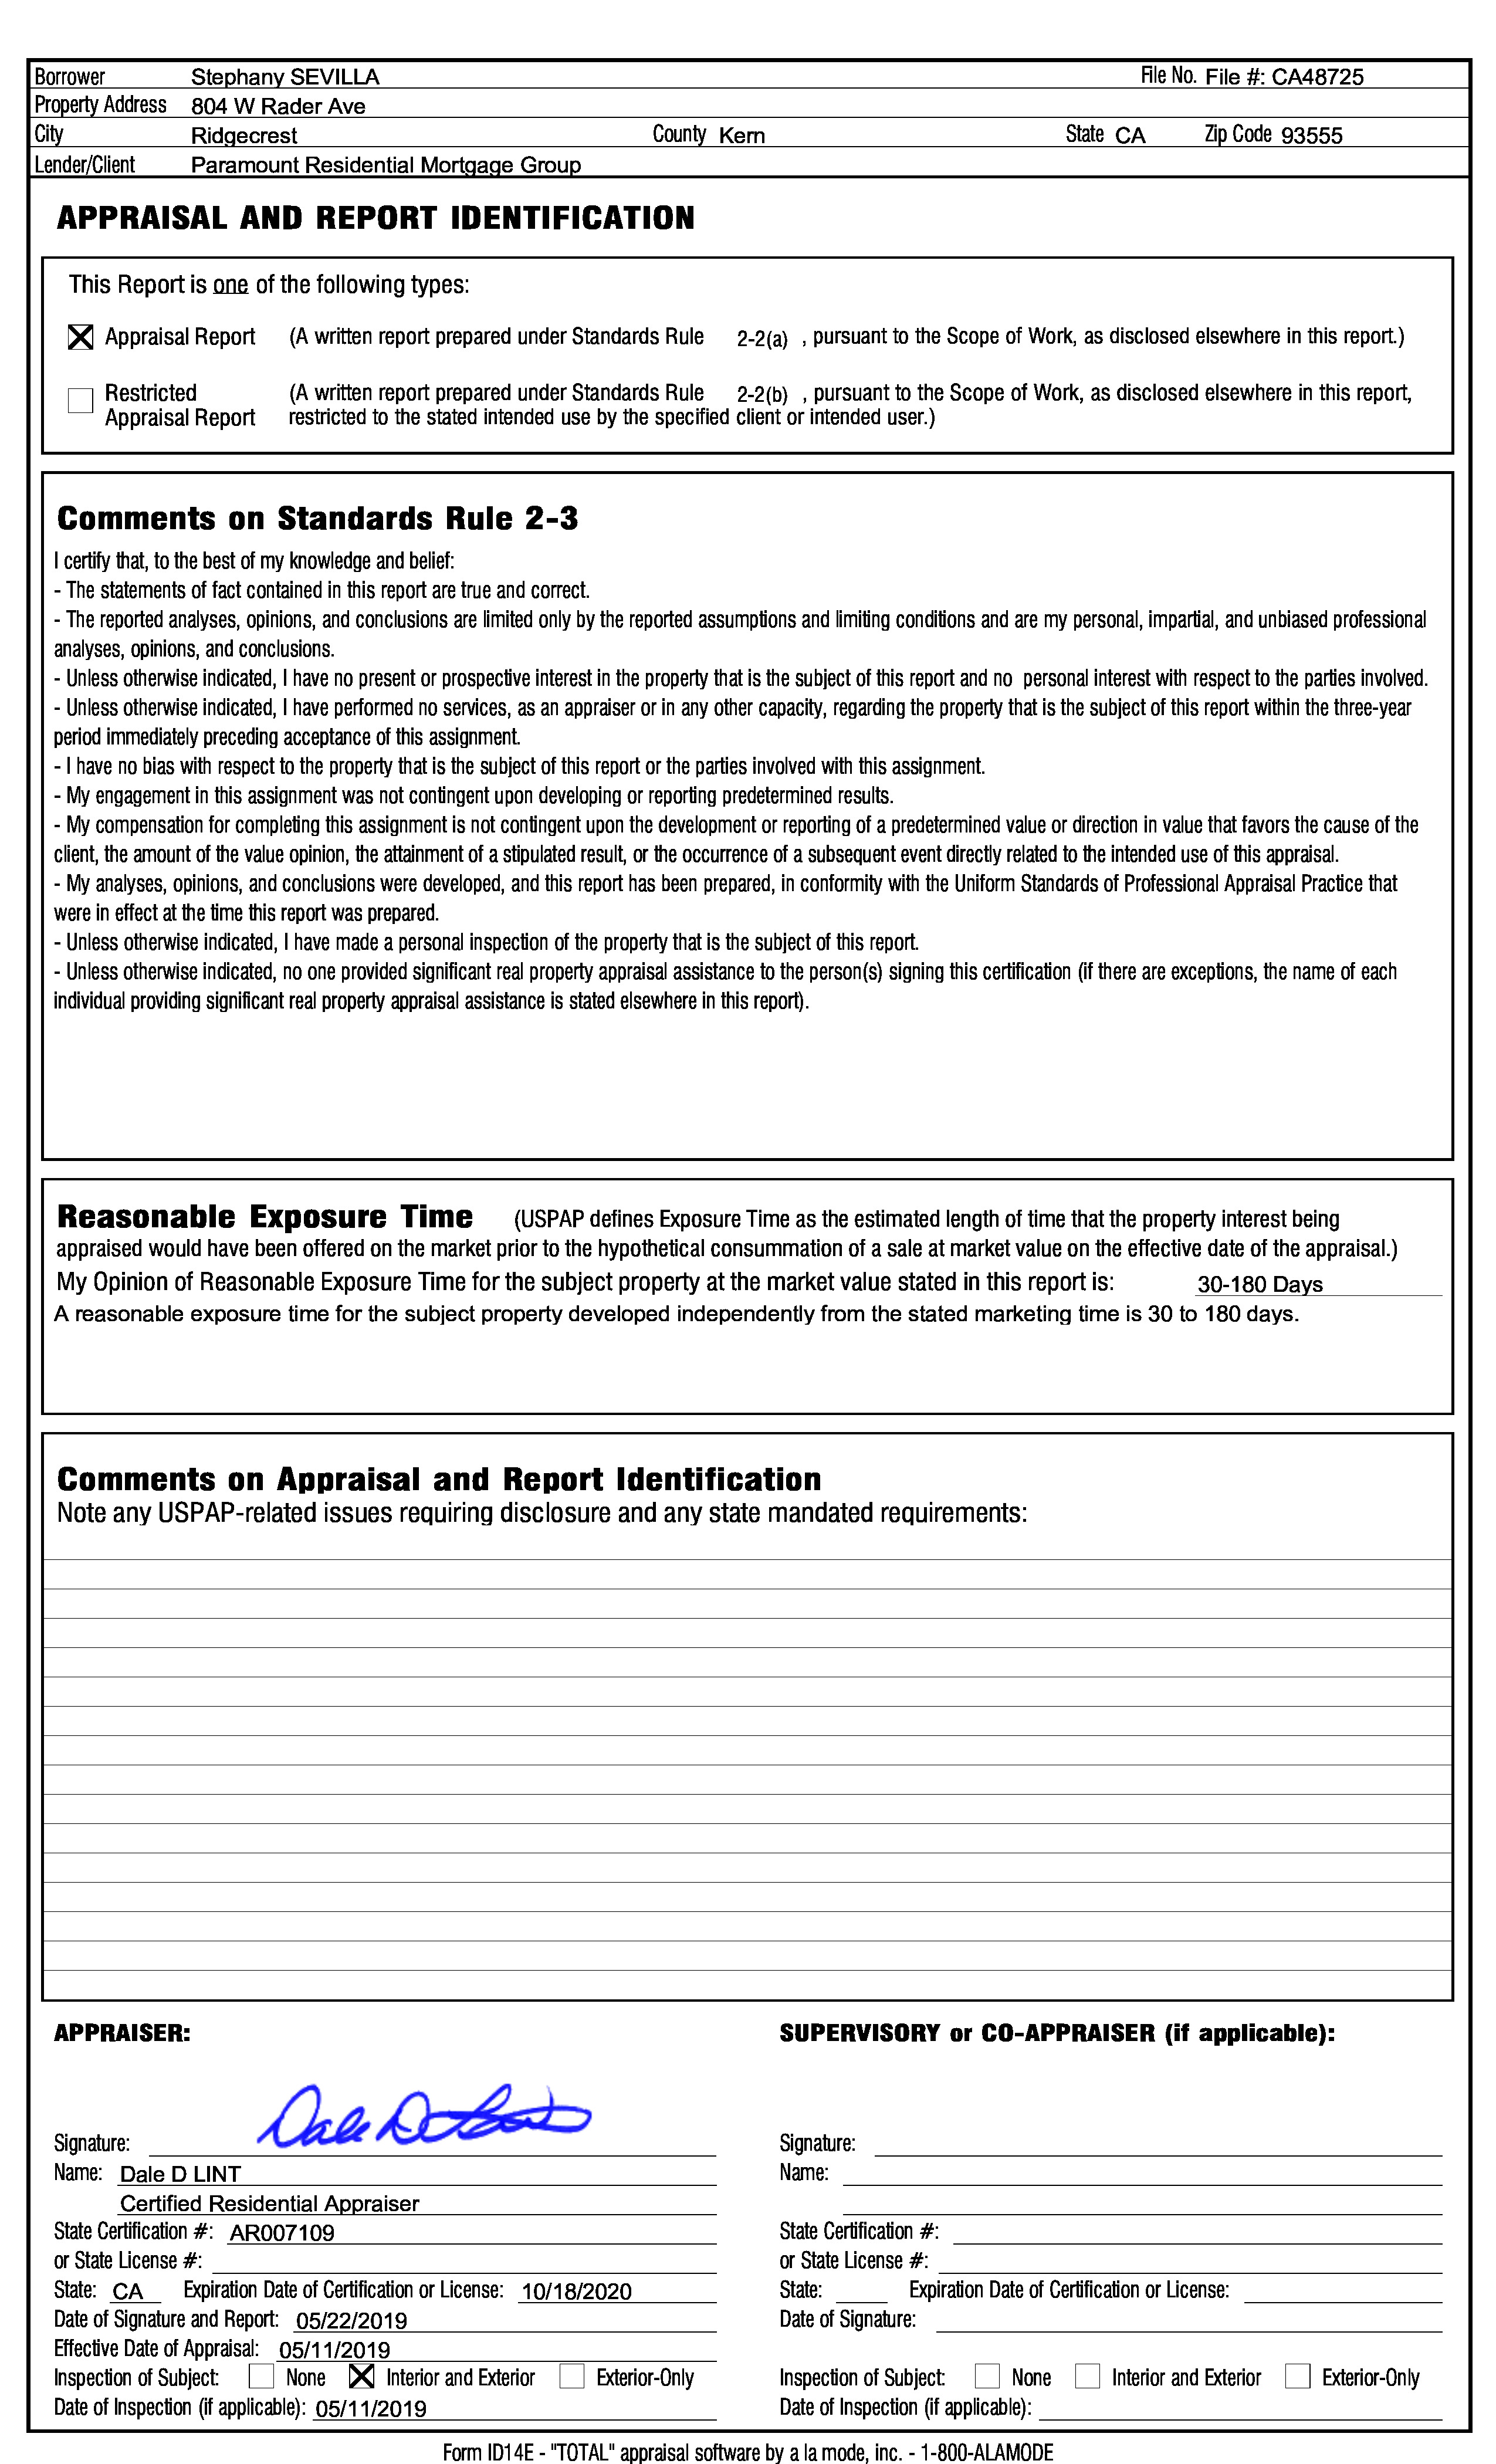 Borrower Stephany SEVILLA File No. File #: CA48725
Property Address 804 W Rader Ave
City Ridgecrest County Kern State CA Zip Code 93555
Lender/Client Paramount Residential Mortgage Group
APPRAISAL AND REPORT IDENTIFICATION
This Report is one of the following types:
Appraisal Report (A written report prepared under Standards Rule 2-2(a) , pursuant to the Scope of Work, as disclosed elsewhere in this report.)
Restricted (A written report prepared under Standards Rule 2-2(b) , pursuant to the Scope of Work, as disclosed elsewhere in this report,
Appraisal Report restricted to the stated intended use by the specified client or intended user.)
Comments on Standards Rule 2-3
I certify that, to the best of my knowledge and belief:
- The statements of fact contained in this report are true and correct.
- The reported analyses, opinions, and conclusions are limited only by the reported assumptions and limiting conditions and are my personal, impartial, and unbiased professional
analyses, opinions, and conclusions.
- Unless otherwise indicated, I have no present or prospective interest in the property that is the subject of this report and no personal interest with respect to the parties involved.
- Unless otherwise indicated, I have performed no services, as an appraiser or in any other capacity, regarding the property that is the subject of this report within the three-year
period immediately preceding acceptance of this assignment.
- I have no bias with respect to the property that is the subject of this report or the parties involved with this assignment.
- My engagement in this assignment was not contingent upon developing or reporting predetermined results.
- My compensation for completing this assignment is not contingent upon the development or reporting of a predetermined value or direction in value that favors the cause of the
client, the amount of the value opinion, the attainment of a stipulated result, or the occurrence of a subsequent event directly related to the intended use of this appraisal.
- My analyses, opinions, and conclusions were developed, and this report has been prepared, in conformity with the Uniform Standards of Professional Appraisal Practice that
were in effect at the time this report was prepared.
- Unless otherwise indicated, I have made a personal inspection of the property that is the subject of this report.
- Unless otherwise indicated, no one provided significant real property appraisal assistance to the person(s) signing this certification (if there are exceptions, the name of each
individual providing significant real property appraisal assistance is stated elsewhere in this report).
Reasonable Exposure Time (USPAP defines Exposure Time as the estimated length of time that the property interest being
appraised would have been offered on the market prior to the hypothetical consummation of a sale at market value on the effective date of the appraisal.)
My Opinion of Reasonable Exposure Time for the subject property at the market value stated in this report is: 30-180 Days
A reasonable exposure time for the subject property developed independently from the stated marketing time is 30 to 180 days.
Comments on Appraisal and Report Identification
Note any USPAP-related issues requiring disclosure and any state mandated requirements:
APPRAISER: SUPERVISORY or CO-APPRAISER (if applicable):
Signature: Dale D Lint Signature:
Name: Dale D LINT Name:
Certified Residential Appraiser
State Certification #: AR007109 State Certification #:
or State License #: or State License #:
State: CA Expiration Date of Certification or License: 10/18/2020 State: Expiration Date of Certification or License:
Date of Signature and Report: 05/22/2019 Date of Signature:
Effective Date of Appraisal: 05/11/2019
Inspection of Subject: None Interior and Exterior Exterior-Only Inspection of Subject: None Interior and Exterior Exterior-Only
Date of Inspection (if applicable): 05/11/2019 Date of Inspection (if applicable):
Form ID14E - "TOTAL" appraisal software by a la mode, inc. - 1-800-ALAMODE